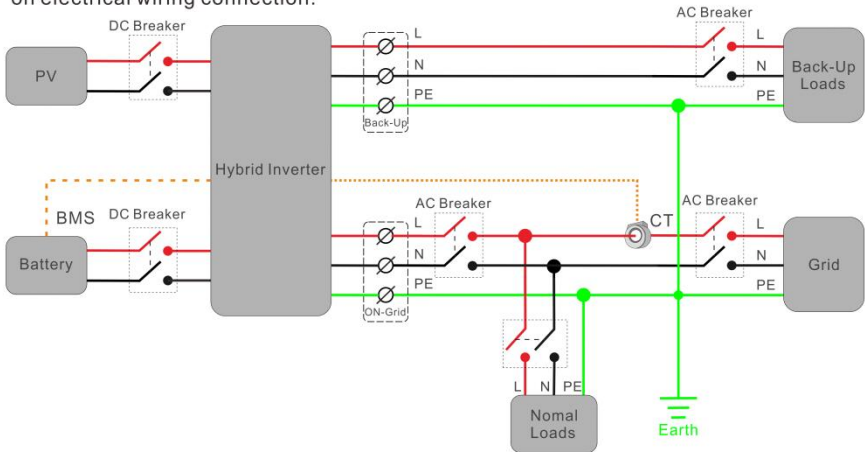 on electrical wiring connection.
DC Breaker
AC Breaker
L
L
PV
N
N
Back-Up
Loads
PE
PE
Back-Up
Hybrid Inverter
BMS
DC Breaker
AC Breaker
CT
AC Breaker
L
L
Battery
N
N
Grid
PE
PE
ON-Grid
L
N
PE
Nomal
Loads
Earth